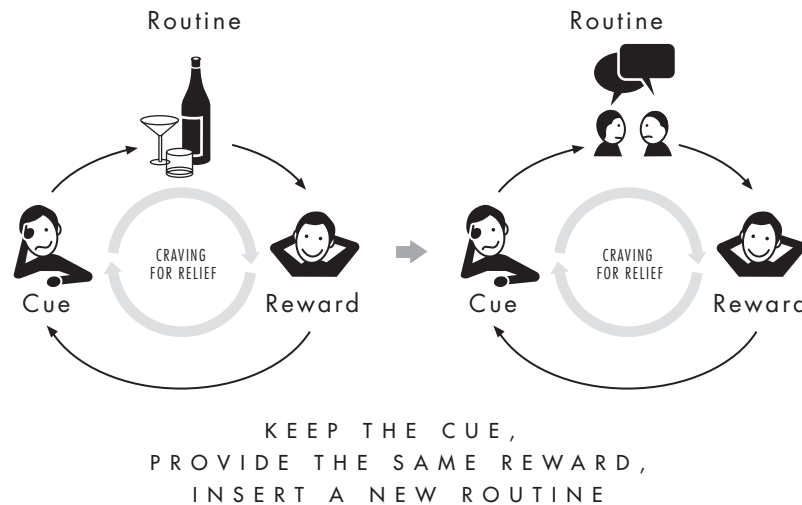 Routine
CRAVING
FOR RELIEF
Cue
Reward
Routine
CRAVING
FOR RELIEF
Cue
Reward
KEEP THE CUE,
PROVIDE THE SAME REWARD,
INSERT A NEW ROUTINE